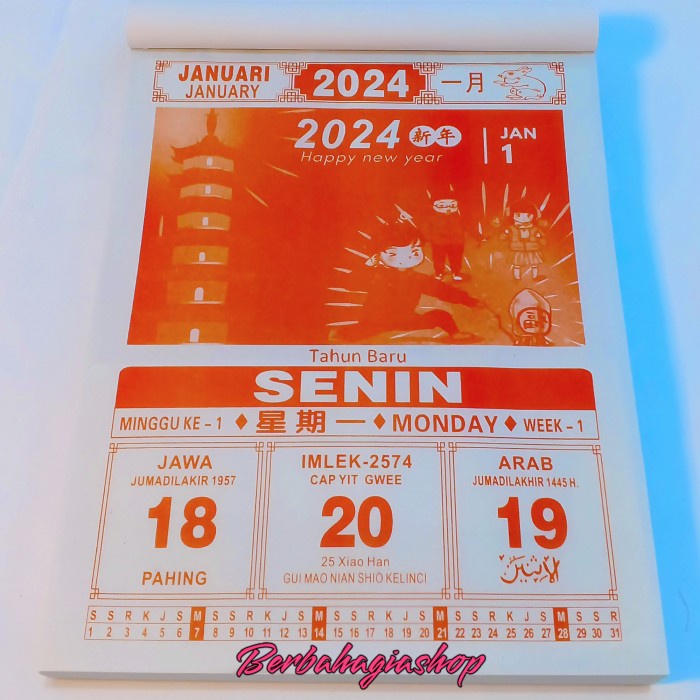 JANUARI 2024 一月
JANUARY
2024 新年 JAN
Happy new year 1
Tahun Baru
SENIN
MINGGU KE - 1 ♦ 星期一 ♦ MONDAY ♦ WEEK - 1
JAWA
JUMADILAKIR 1957
18
PAHING
IMLEK-2574
CAP YIT GWEE
20
25 Xiao Han
GUI MAO NIAN SHIO KELINCI
ARAB
JUMADILAKHIR 1445 H.
19
الاثنين
S S R K J S M S S R K J S M S S R K J S M S S R K J S M S S R
1 2 3 4 5 6 7 8 9 10 11 12 13 14 15 16 17 18 19 20 21 22 23 24 25 26 27 28 29 30 31
Berbahagiashop